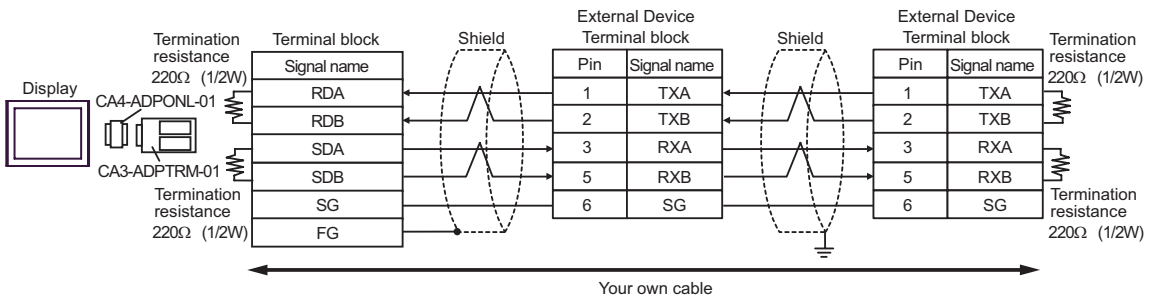 External Device
External Device
Termination
resistance
220Ω (1/2W)
Terminal block
Shield
Terminal block
Shield
Terminal block
Termination
resistance
220Ω (1/2W)
Signal name
Pin Signal name
Pin Signal name
Display
CA4-ADPONL-01
RDA
1 TXA
1 TXA
RDB
2 TXB
2 TXB
SDA
3 RXA
3 RXA
CA3-ADPTRM-01
SDB
5 RXB
5 RXB
Termination
resistance
220Ω (1/2W)
SG
6 SG
6 SG
Termination
resistance
220Ω (1/2W)
FG
Your own cable